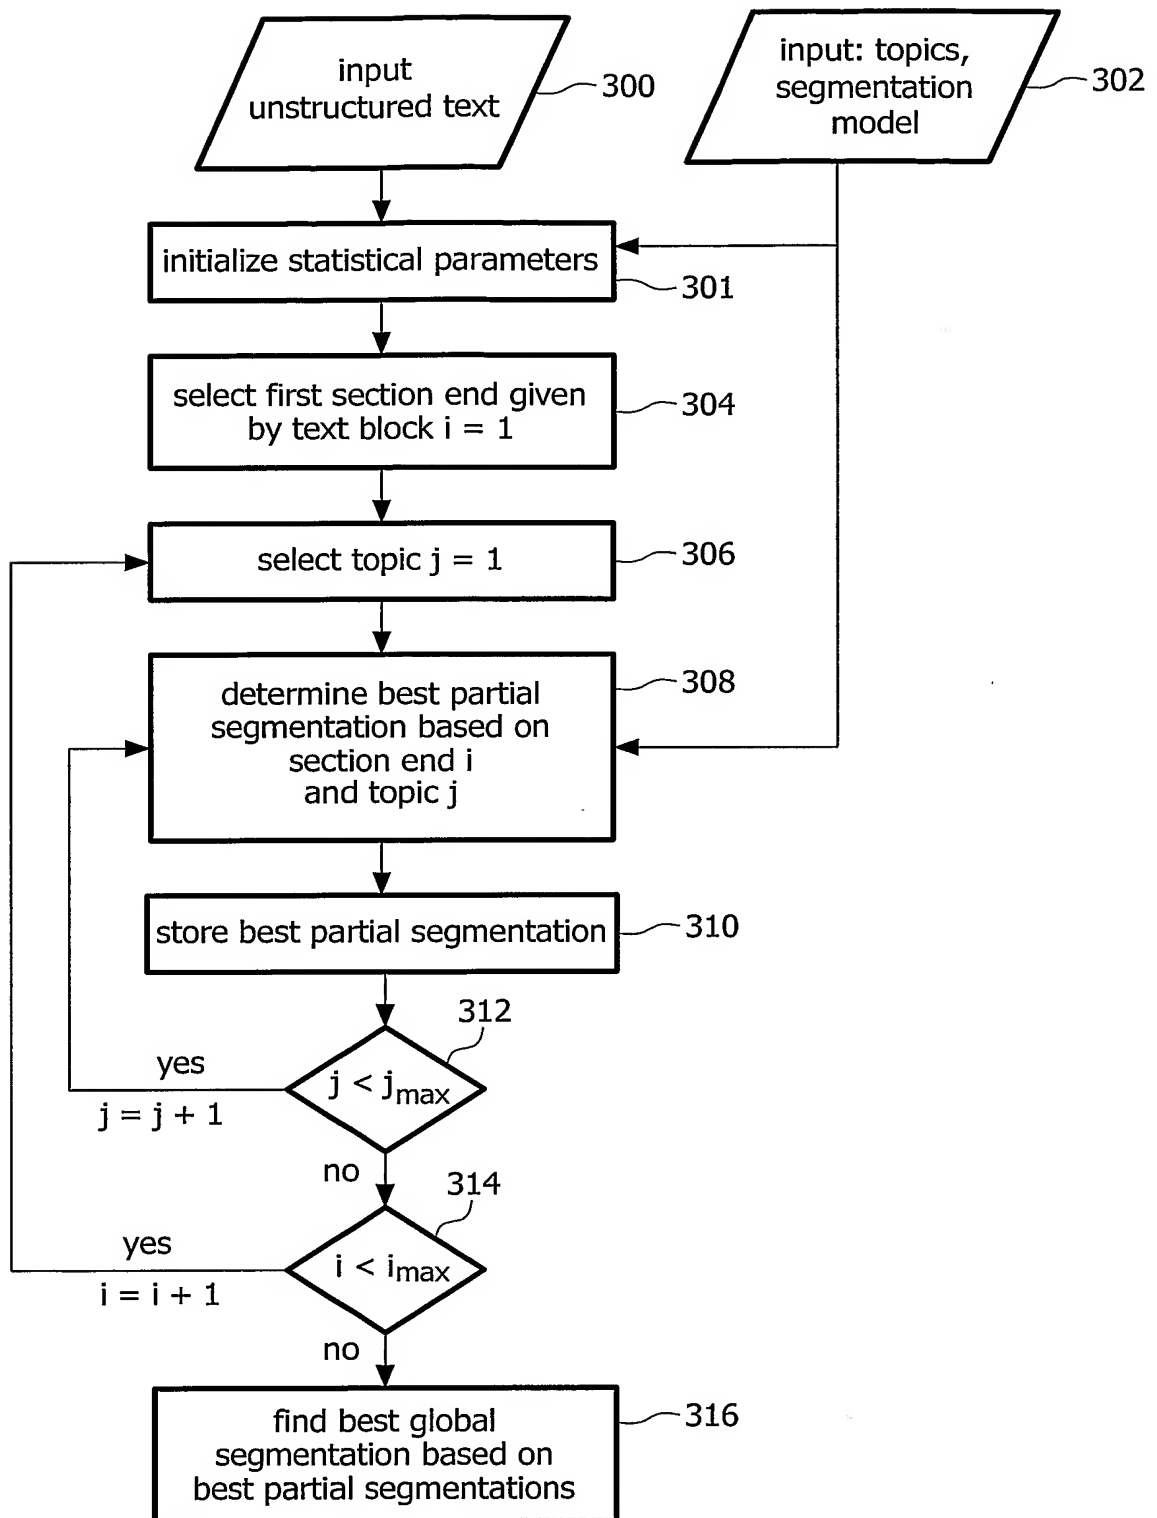 input
unstructured text
300
input: topics,
segmentation
model
302
initialize statistical parameters
301
select first section end given
by text block i = 1
304
select topic j = 1
306
determine best partial
segmentation based on
section end i
and topic j
308
store best partial segmentation
310
312
j < jmax
yes
j = j + 1
no
314
i < imax
yes
i = i + 1
no
find best global
segmentation based on
best partial segmentations
316